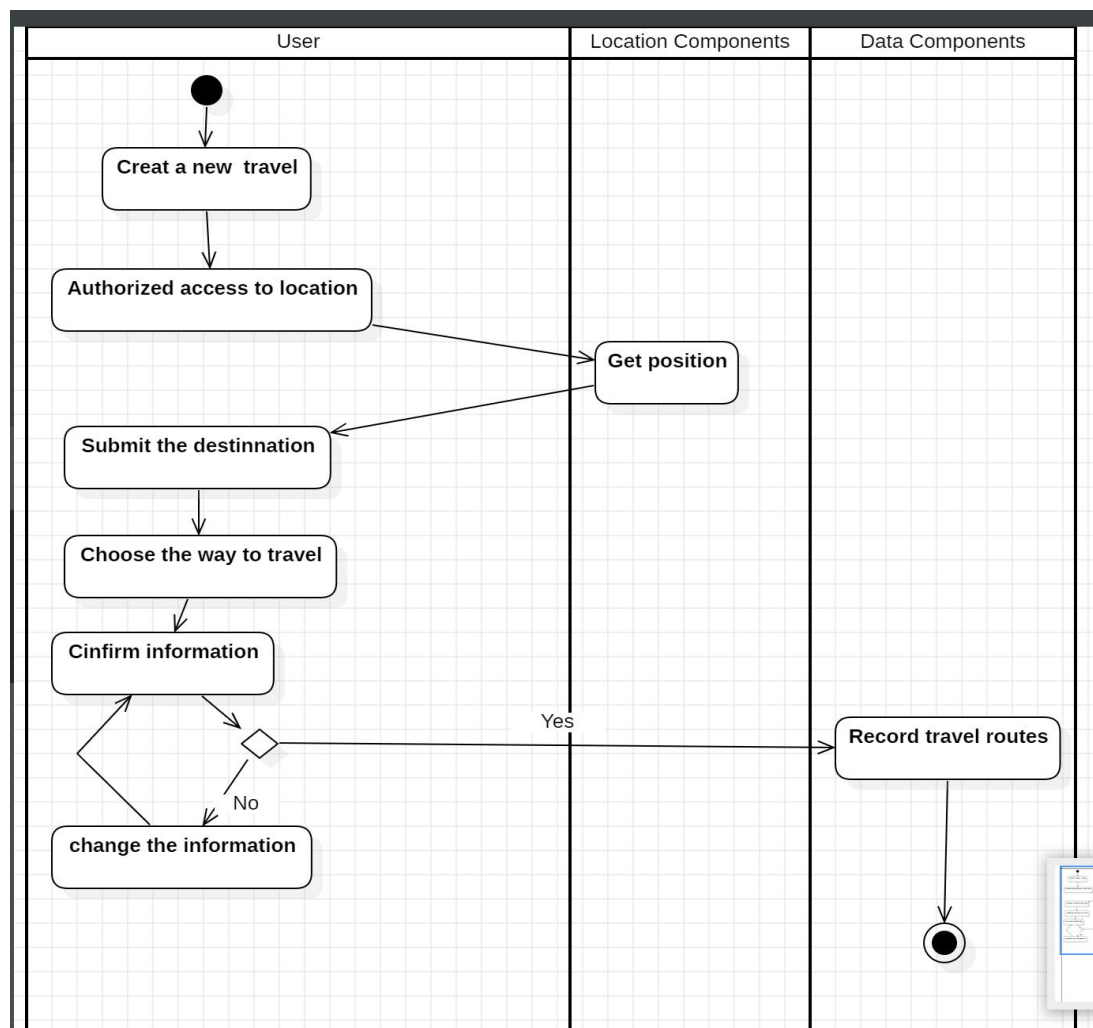 User
Location Components
Data Components
Creat a new  travel
Authorized access to location
Get position
Submit the destinnation
Choose the way to travel
Cinfirm information
Yes
Record travel routes
No
change the information